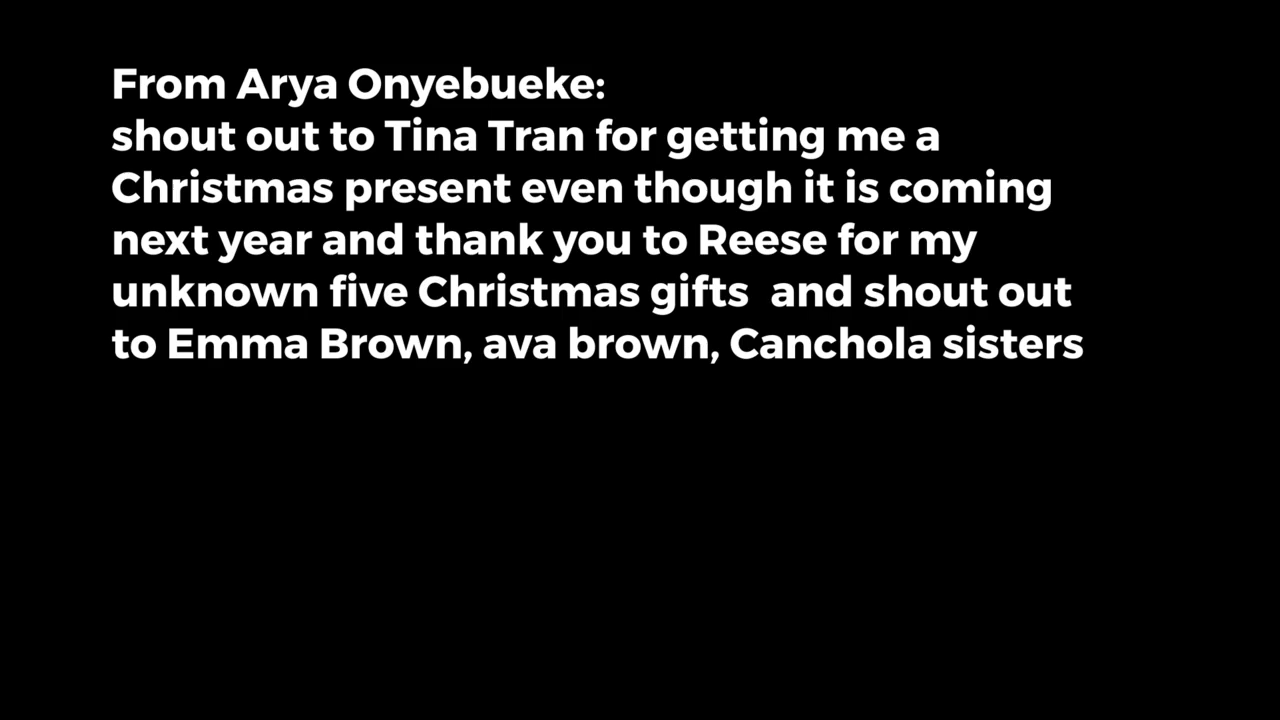 From Arya Onyebueke:
shout out to Tina Tran for getting me a
Christmas present even though it is coming
next year and thank you to Reese for my
unknown five Christmas gifts  and shout out
to Emma Brown, ava brown, Canchola sisters